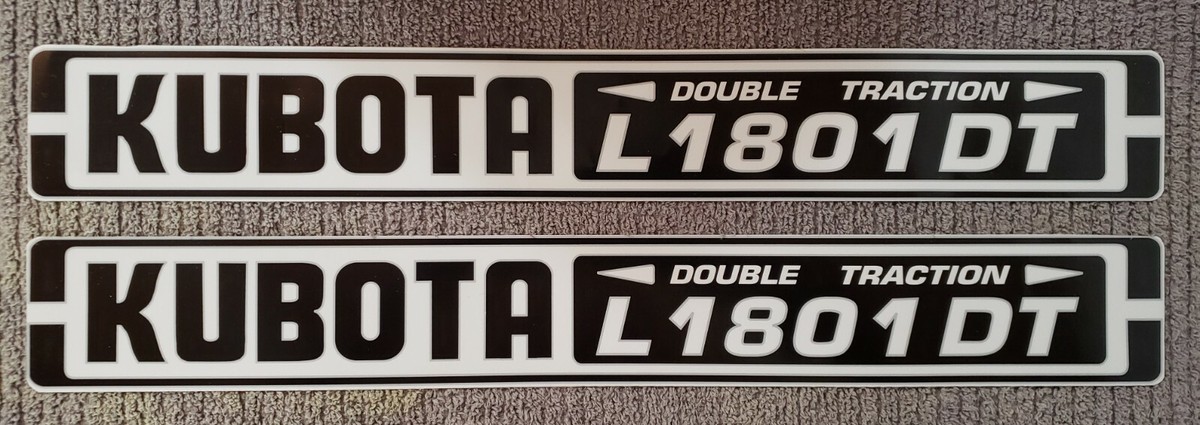 KUBOTA
DOUBLE TRACTION
L1801DT
KUBOTA
DOUBLE TRACTION
L1801DT